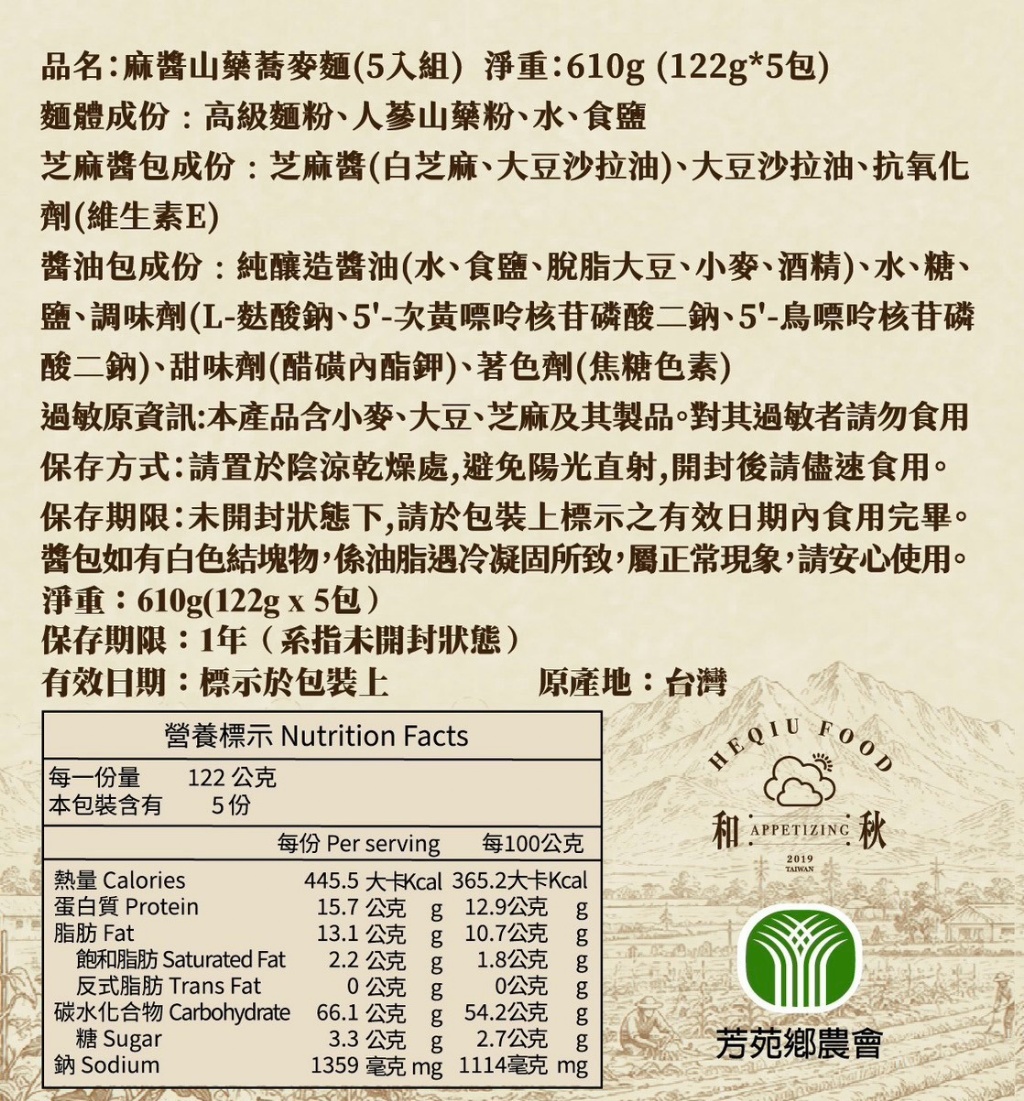 品名:麻醬山藥蕎麥麵(5入組) 淨重:610g (122g*5包)
麵體成份：高級麵粉、人蔘山藥粉、水、食鹽
芝麻醬包成份：芝麻醬(白芝麻、大豆沙拉油)、大豆沙拉油、抗氧化
劑(維生素E)
醬油包成份：純釀造醬油(水、食鹽、脫脂大豆、小麥、酒精)、水、糖、
鹽、調味劑(L-麩酸鈉、5'-次黃嘌呤核苷磷酸二鈉、5'-鳥嘌呤核苷磷
酸二鈉)、甜味劑(醋磺內酯鉀)、著色劑(焦糖色素)
過敏原資訊:本產品含小麥、大豆、芝麻及其製品。對其過敏者請勿食用
保存方式:請置於陰涼乾燥處,避免陽光直射,開封後請儘速食用。
保存期限:未開封狀態下,請於包裝上標示之有效日期內食用完畢。
醬包如有白色結塊物，係油脂遇冷凝固所致，屬正常現象，請安心使用。
淨重：610g(122g x 5包）
保存期限：1年（系指未開封狀態）
有效日期：標示於包裝上 原產地：台灣
營養標示 Nutrition Facts
每一份量 122 公克
本包裝含有 5 份
每份 Per serving 每100公克
熱量 Calories 445.5 大卡Kcal 365.2大卡Kcal
蛋白質 Protein 15.7 公克 g 12.9公克 g
脂肪 Fat 13.1 公克 g 10.7公克 g
飽和脂肪 Saturated Fat 2.2 公克 g 1.8公克 g
反式脂肪 Trans Fat 0 公克 g 0公克 g
碳水化合物 Carbohydrate 66.1 公克 g 54.2公克 g
糖 Sugar 3.3 公克 g 2.7公克 g
鈉 Sodium 1359 毫克 mg 1114毫克 mg
HEQIU FOOD
和 APPETIZING 秋
2019
TAIWAN
芳苑鄉農會